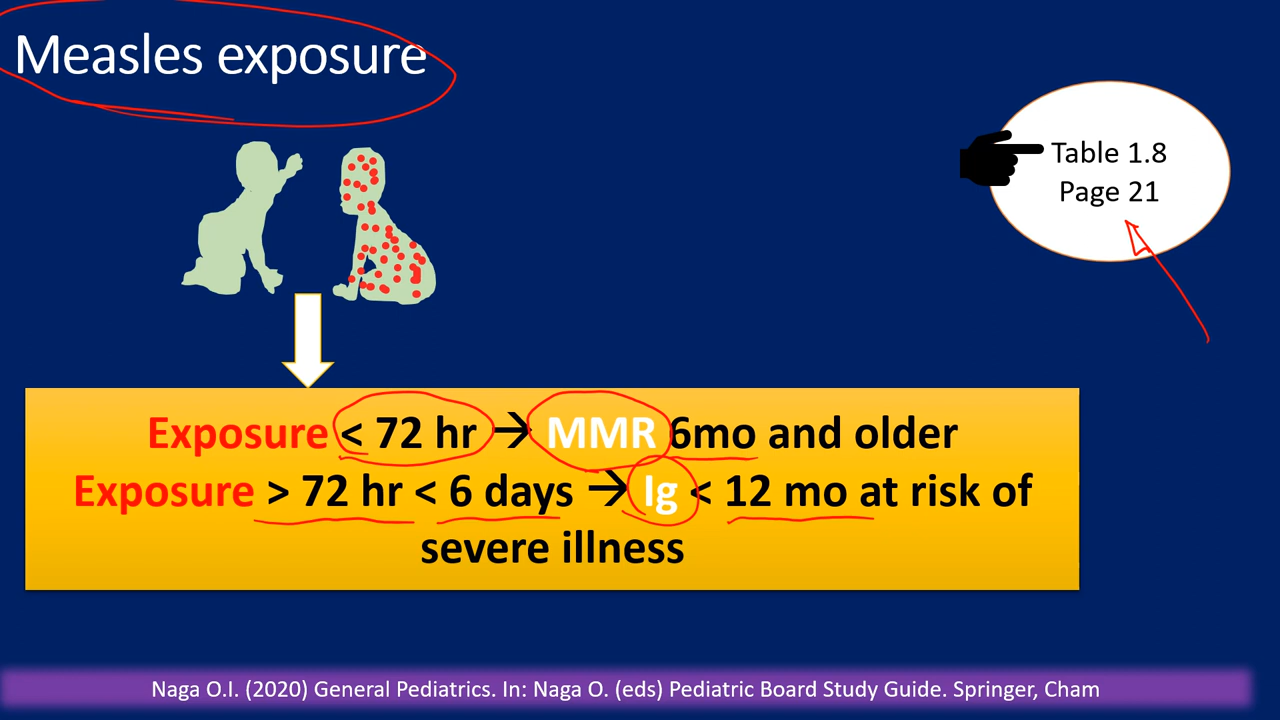 Measles exposure
Table 1.8
Page 21
Exposure < 72 hr → MMR 6mo and older
Exposure > 72 hr < 6 days → Ig < 12 mo at risk of
severe illness
Naga O.I. (2020) General Pediatrics. In: Naga O. (eds) Pediatric Board Study Guide. Springer, Cham